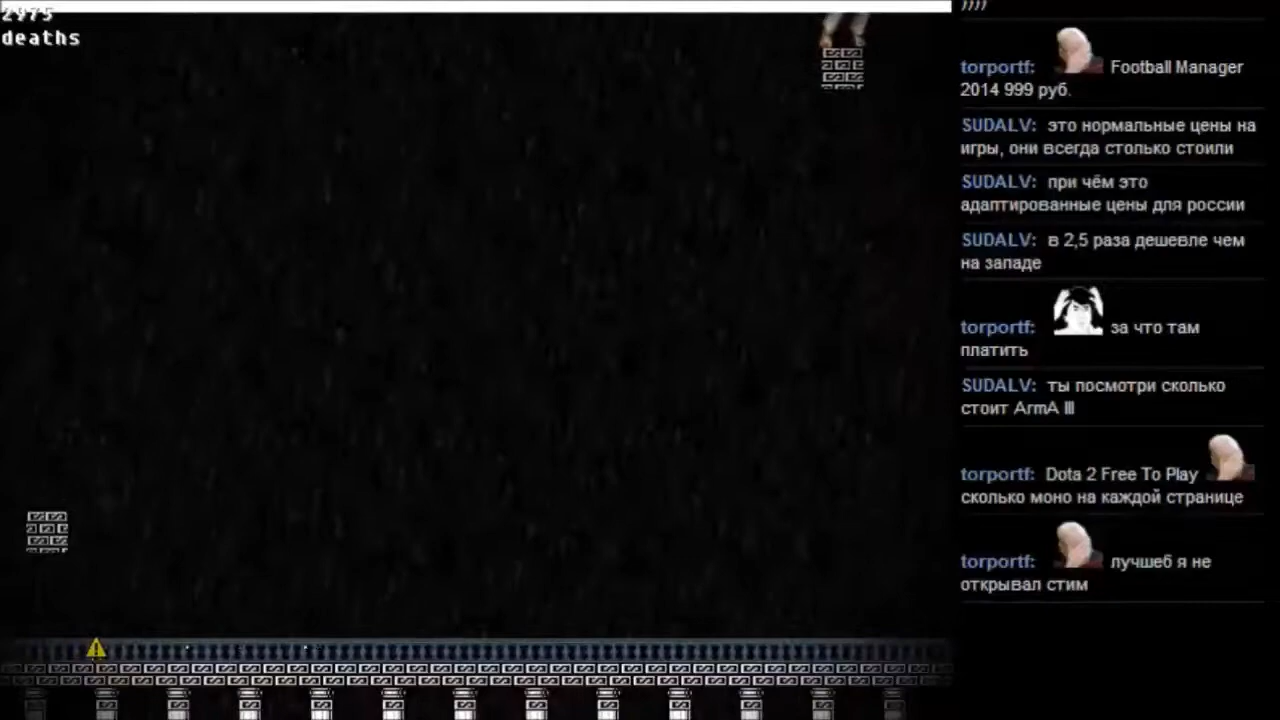 2975
deaths
))))
torportf: Football Manager
2014 999 руб.
SUDALV: это нормальные цены на
игры, они всегда столько стоили
SUDALV: при чём это
адаптированные цены для россии
SUDALV: в 2,5 раза дешевле чем
на западе
torportf: за что там
платить
SUDALV: ты посмотри сколько
стоит ArmA III
torportf: Dota 2 Free To Play
сколько моно на каждой странице
torportf: лучшеб я не
открывал стим